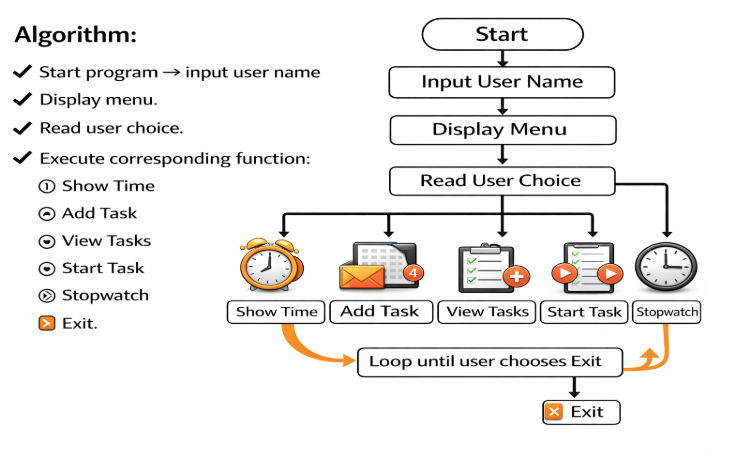 Algorithm:
Start program → input user name
Display menu.
Read user choice.
Execute corresponding function:
1 Show Time
Add Task
View Tasks
Start Task
Stopwatch
Exit.
Start
Input User Name
Display Menu
Read User Choice
4
Show Time
Add Task
View Tasks
Start Task
Stopwatch
Loop until user chooses Exit
Exit